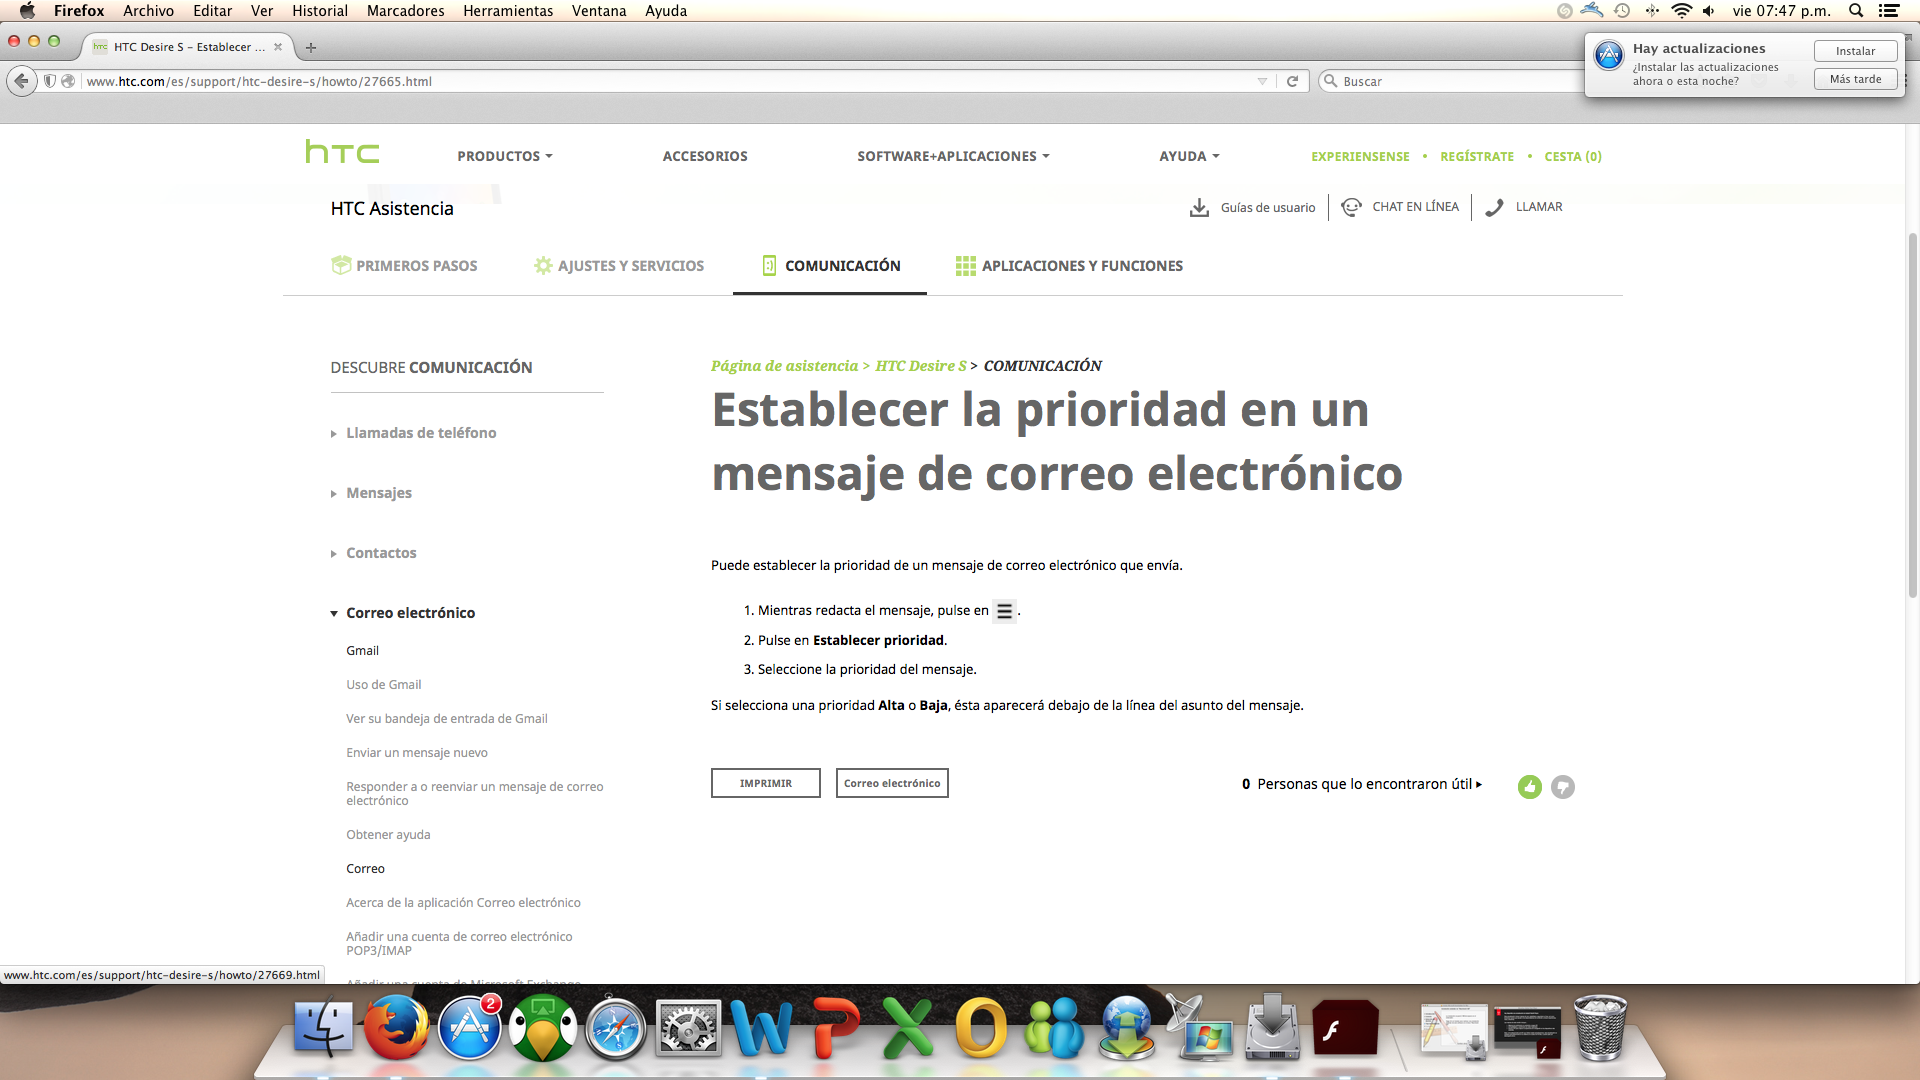 Firefox Archivo Editar Ver Historial Marcadores Herramientas Ventana Ayuda vie 07:47 p.m.
HTC Desire S – Establecer ...
www.htc.com/es/support/htc-desire-s/howto/27665.html
Buscar
Hay actualizaciones
¿Instalar las actualizaciones
ahora o esta noche?
Instalar
Más tarde
hTC PRODUCTOS ACCESORIOS SOFTWARE+APLICACIONES AYUDA EXPERIENSENSE • REGÍSTRATE • CESTA (0)
HTC Asistencia
Guías de usuario CHAT EN LÍNEA LLAMAR
PRIMEROS PASOS AJUSTES Y SERVICIOS COMUNICACIÓN APLICACIONES Y FUNCIONES
DESCUBRE COMUNICACIÓN
Llamadas de teléfono
Mensajes
Contactos
Correo electrónico
Gmail
Uso de Gmail
Ver su bandeja de entrada de Gmail
Enviar un mensaje nuevo
Responder a o reenviar un mensaje de correo
electrónico
Obtener ayuda
Correo
Acerca de la aplicación Correo electrónico
Añadir una cuenta de correo electrónico
POP3/IMAP
Añadir una cuenta de Microsoft Exchange
Página de asistencia > HTC Desire S > COMUNICACIÓN
Establecer la prioridad en un
mensaje de correo electrónico
Puede establecer la prioridad de un mensaje de correo electrónico que envía.
1. Mientras redacta el mensaje, pulse en .
2. Pulse en Establecer prioridad.
3. Seleccione la prioridad del mensaje.
Si selecciona una prioridad Alta o Baja, ésta aparecerá debajo de la línea del asunto del mensaje.
IMPRIMIR Correo electrónico 0 Personas que lo encontraron útil
www.htc.com/es/support/htc-desire-s/howto/27669.html
2